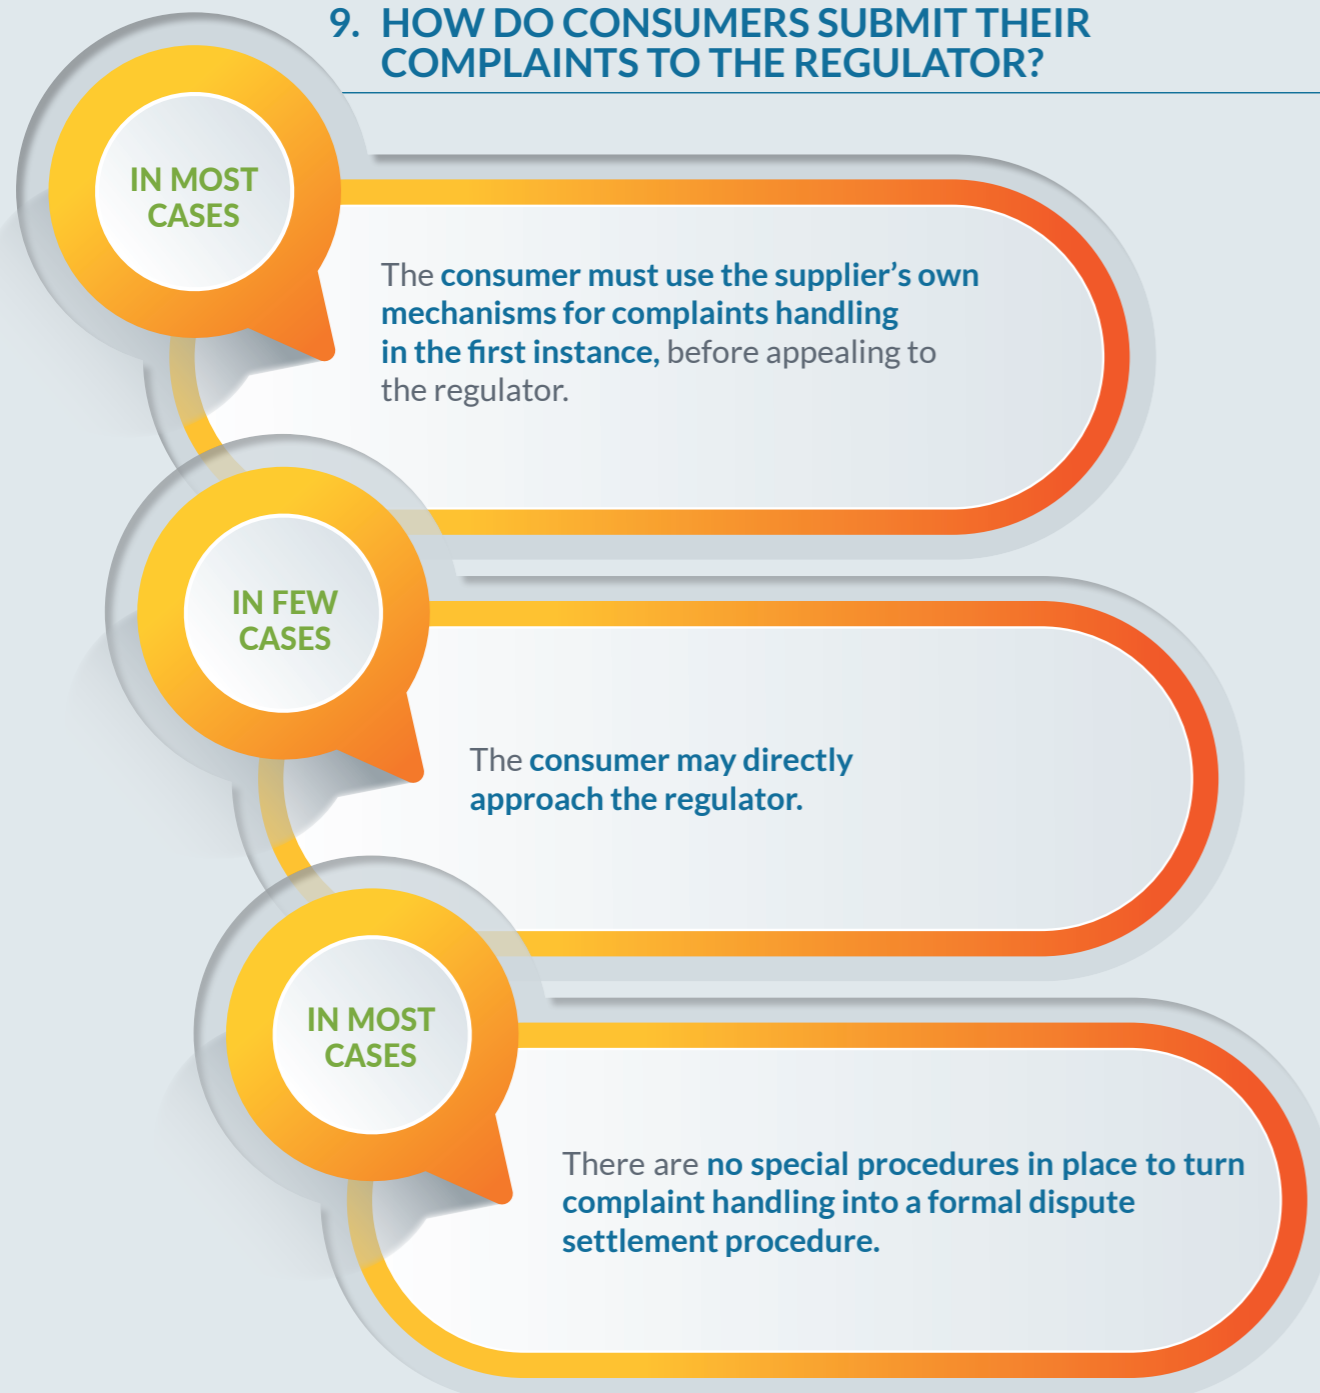 9. HOW DO CONSUMERS SUBMIT THEIR
COMPLAINTS TO THE REGULATOR?
IN MOST
CASES
The consumer must use the supplier’s own
mechanisms for complaints handling
in the first instance, before appealing to
the regulator.
IN FEW
CASES
The consumer may directly
approach the regulator.
IN MOST
CASES
There are no special procedures in place to turn
complaint handling into a formal dispute
settlement procedure.